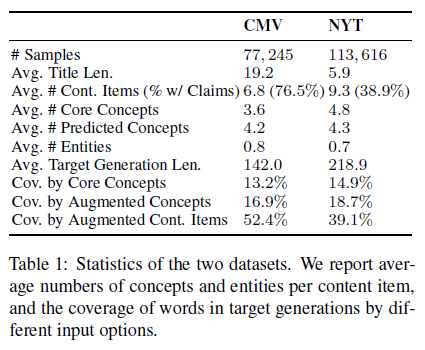 CMV NYT
# Samples 77,245 113,616
Avg. Title Len. 19.2 5.9
Avg. # Cont. Items (% w/ Claims) 6.8 (76.5%) 9.3 (38.9%)
Avg. # Core Concepts 3.6 4.8
Avg. # Predicted Concepts 4.2 4.3
Avg. # Entities 0.8 0.7
Avg. Target Generation Len. 142.0 218.9
Cov. by Core Concepts 13.2% 14.9%
Cov. by Augmented Concepts 16.9% 18.7%
Cov. by Augmented Cont. Items 52.4% 39.1%
Table 1: Statistics of the two datasets. We report aver-
age numbers of concepts and entities per content item,
and the coverage of words in target generations by dif-
ferent input options.